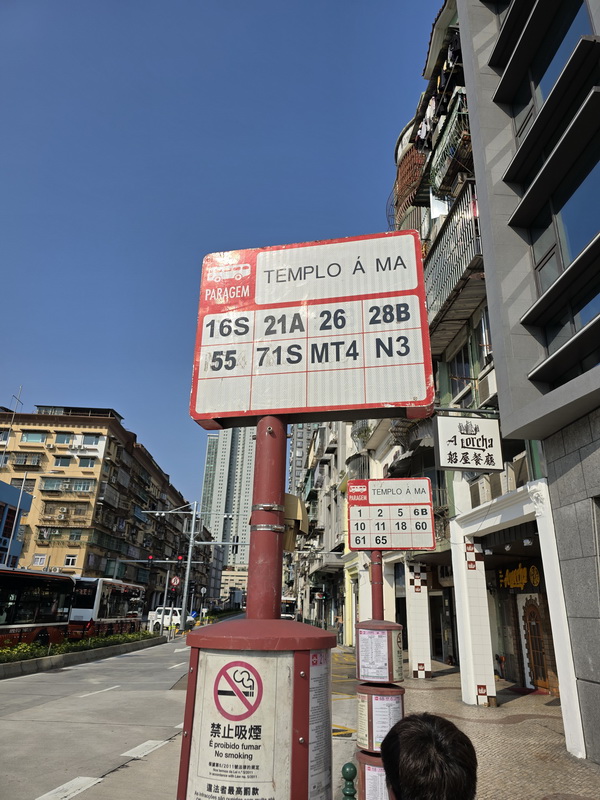 PARAGEM
TEMPLO Á MA
16S 21A 26 28B
55 71S MT4 N3
A Lorcha
船屋餐廳
PARAGEM
TEMPLO Á MA
1 2 5 6B
10 11 18 60
61 65
禁止吸煙
É proibido fumar
No smoking
違法者最高罰款